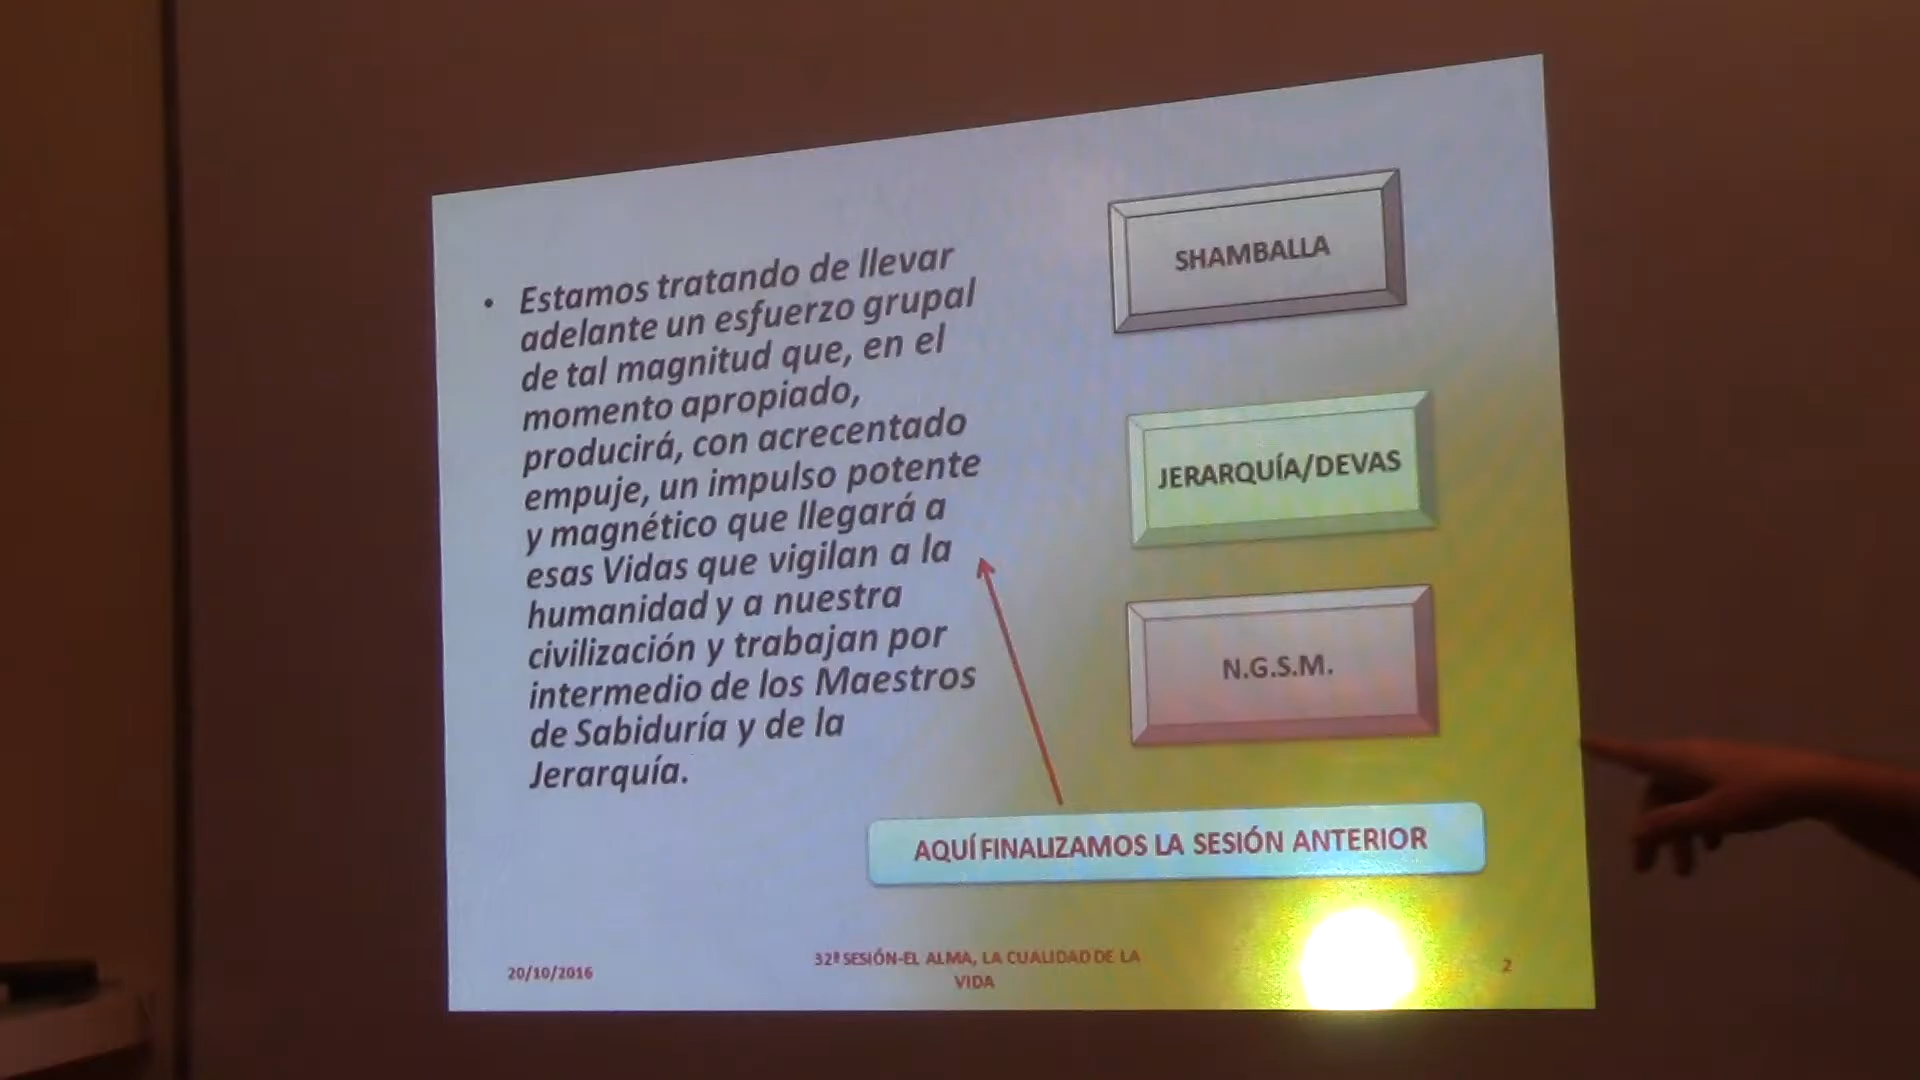 • Estamos tratando de llevar
adelante un esfuerzo grupal
de tal magnitud que, en el
momento apropiado,
producirá, con acrecentado
empuje, un impulso potente
y magnético que llegará a
esas Vidas que vigilan a la
humanidad y a nuestra
civilización y trabajan por
intermedio de los Maestros
de Sabiduría y de la
Jerarquía.
SHAMBALLA
JERARQUÍA/DEVAS
N.G.S.M.
AQUÍ FINALIZAMOS LA SESIÓN ANTERIOR
20/10/2016
32ª SESIÓN-EL ALMA, LA CUALIDAD DE LA
VIDA
2